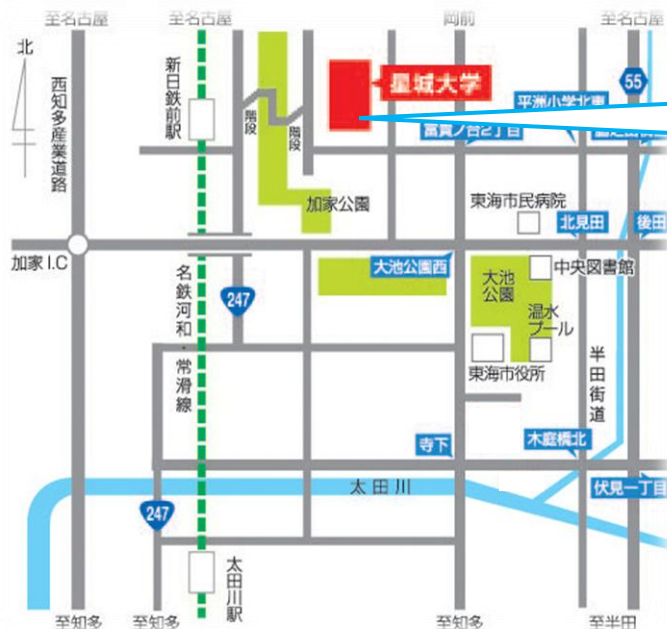 至名古屋
至名古屋
岡前
至名古屋
北
西知多産業道路
新日鉄前駅
階段
階段
星城大学
55
平洲小学北東
富貴ノ台2丁目
加家公園
東海市民病院
北見田
後田
加家I.C
大池公園西
中央図書館
大池
公園
247
名鉄河和・常滑線
温水
プール
東海市役所
半田街道
寺下
木庭橋北
太田川
伏見一丁目
247
太田川駅
至知多
至知多
至知多
至半田